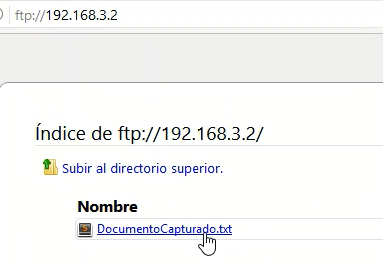 ftp://192.168.3.2
Índice de ftp://192.168.3.2/
Subir al directorio superior.
Nombre
DocumentoCapturado.txt